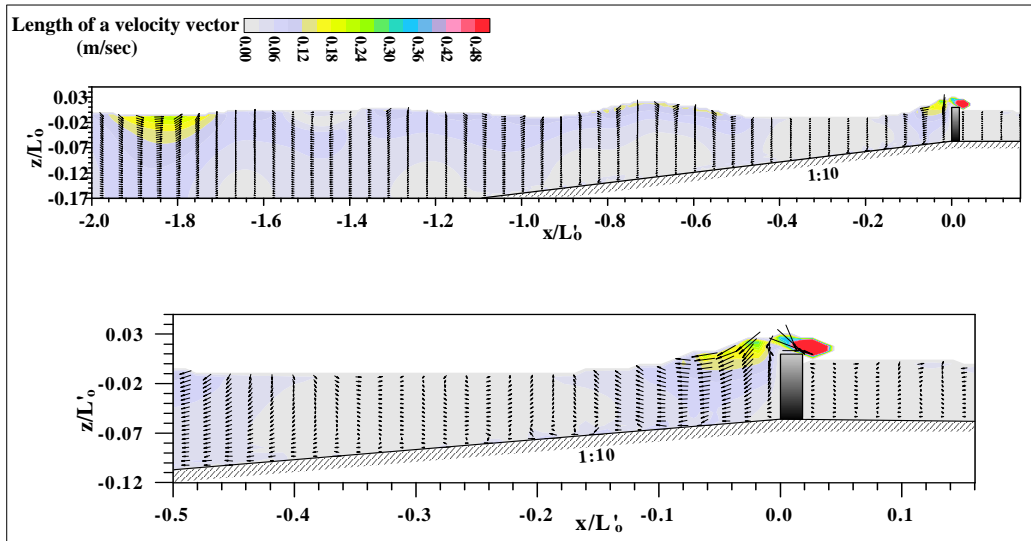 Length of a velocity vector
(m/sec)
0.00 0.06 0.12 0.18 0.24 0.30 0.36 0.42 0.48
z/L'o
0.03
-0.02
-0.07
-0.12
-0.17
1:10
-2.0 -1.8 -1.6 -1.4 -1.2 -1.0 -0.8 -0.6 -0.4 -0.2 0.0
x/L'o
z/L'o
0.03
-0.02
-0.07
-0.12
1:10
-0.5 -0.4 -0.3 -0.2 -0.1 0.0 0.1
x/L'o